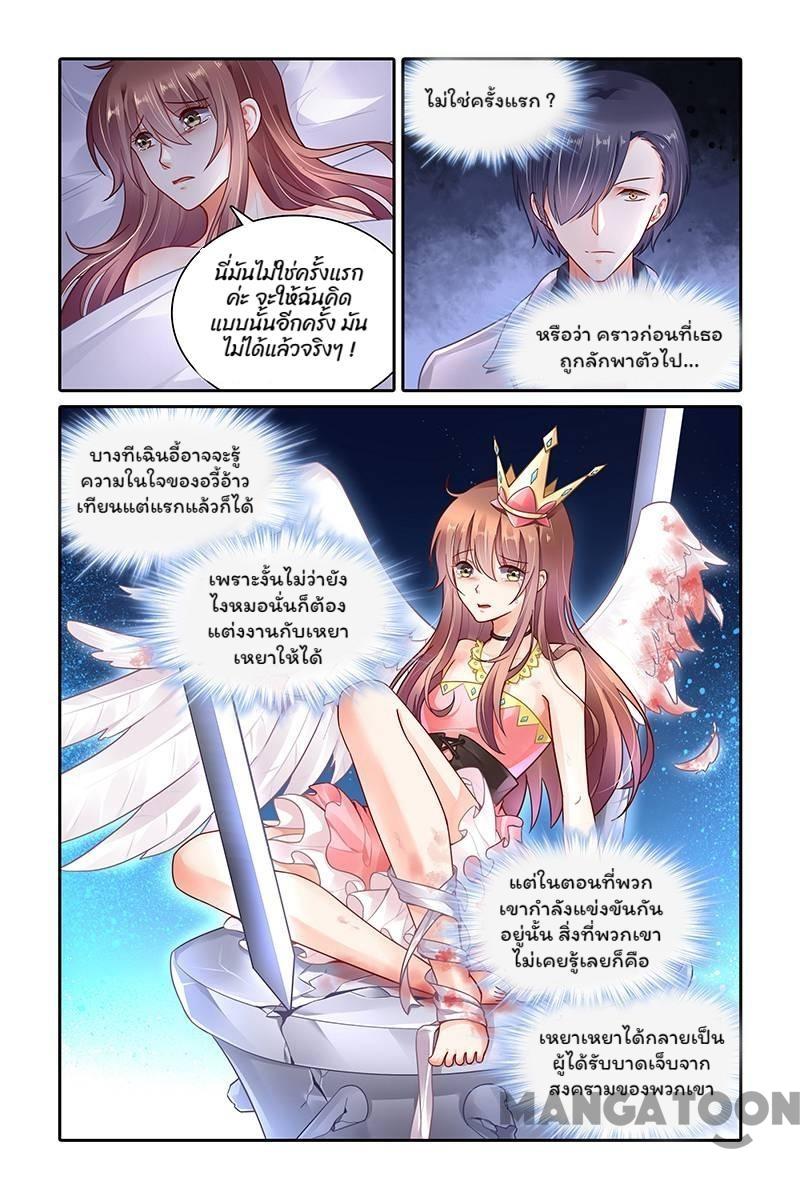 นี่มันไม่ใช่ครั้งแรก
ค่ะ จะให้ฉันคิด
แบบนั้นอีกครั้ง มัน
ไม่ได้แล้วจริงๆ !
ไม่ใช่ครั้งแรก ?
หรือว่า คราวก่อนที่เธอ
ถูกลักพาตัวไป...
บางทีเฉินอี้อาจจะรู้
ความในใจของอวี้อ้าว
เทียนแต่แรกแล้วก็ได้
เพราะงั้นไม่ว่ายัง
ไงหมอนั่นก็ต้อง
แต่งงานกับเหยา
เหยาให้ได้
แต่ในตอนที่พวก
เขากำลังแข่งขันกัน
อยู่นั้น สิ่งที่พวกเขา
ไม่เคยรู้เลยก็คือ
เหยาเหยาได้กลายเป็น
ผู้ได้รับบาดเจ็บจาก
สงครามของพวกเขา
MANGATOON